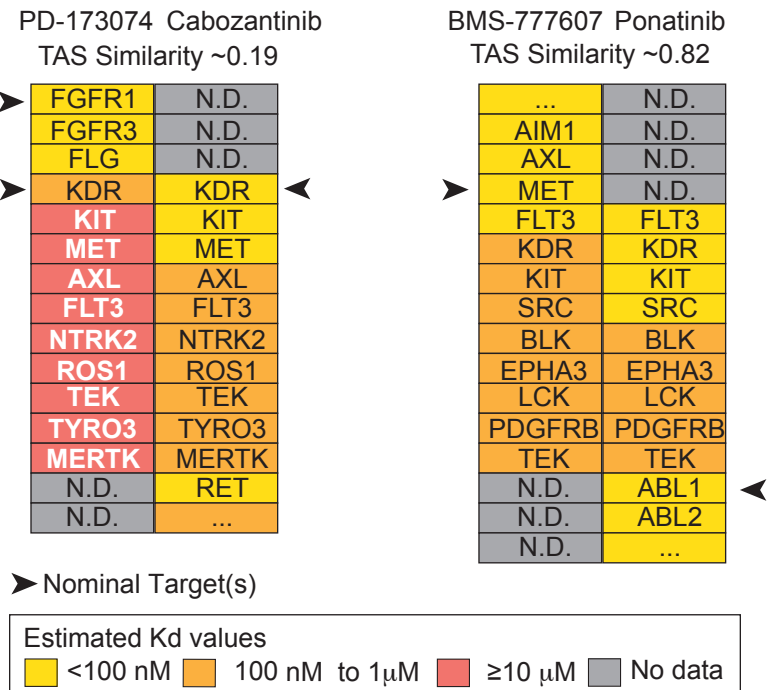 PD-173074 Cabozantinib
TAS Similarity ~0.19
FGFR1 N.D.
FGFR3 N.D.
FLG N.D.
KDR KDR
KIT KIT
MET MET
AXL AXL
FLT3 FLT3
NTRK2 NTRK2
ROS1 ROS1
TEK TEK
TYRO3 TYRO3
MERTK MERTK
N.D. RET
N.D. ...
BMS-777607 Ponatinib
TAS Similarity ~0.82
... N.D.
AIM1 N.D.
AXL N.D.
MET N.D.
FLT3 FLT3
KDR KDR
KIT KIT
SRC SRC
BLK BLK
EPHA3 EPHA3
LCK LCK
PDGFRB PDGFRB
TEK TEK
N.D. ABL1
N.D. ABL2
N.D. ...
Nominal Target(s)
Estimated Kd values
<100 nM 100 nM to 1μM ≥10 μM No data